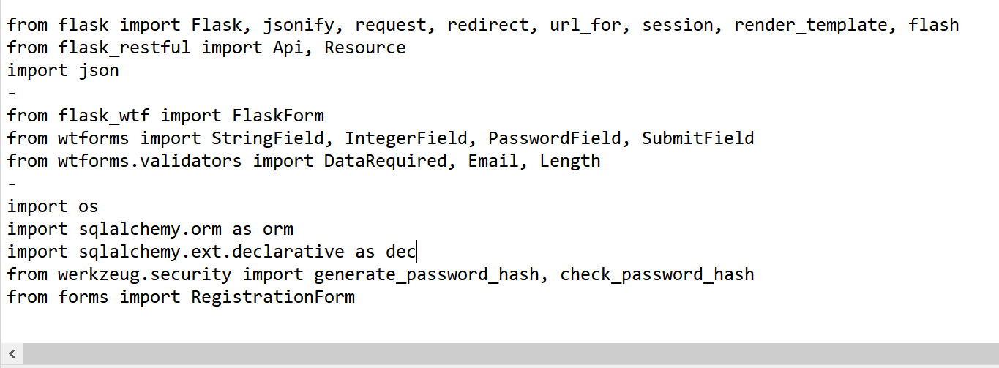 from flask import Flask, jsonify, request, redirect, url_for, session, render_template, flash
from flask_restful import Api, Resource
import json
-
from flask_wtf import FlaskForm
from wtforms import StringField, IntegerField, PasswordField, SubmitField
from wtforms.validators import DataRequired, Email, Length
-
import os
import sqlalchemy.orm as orm
import sqlalchemy.ext.declarative as dec
from werkzeug.security import generate_password_hash, check_password_hash
from forms import RegistrationForm